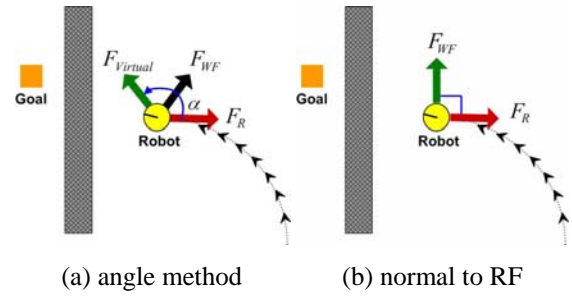 F_Virtual F_WF
α
F_R
Goal
Robot
(a) angle method
F_WF
F_R
Goal
Robot
(b) normal to RF